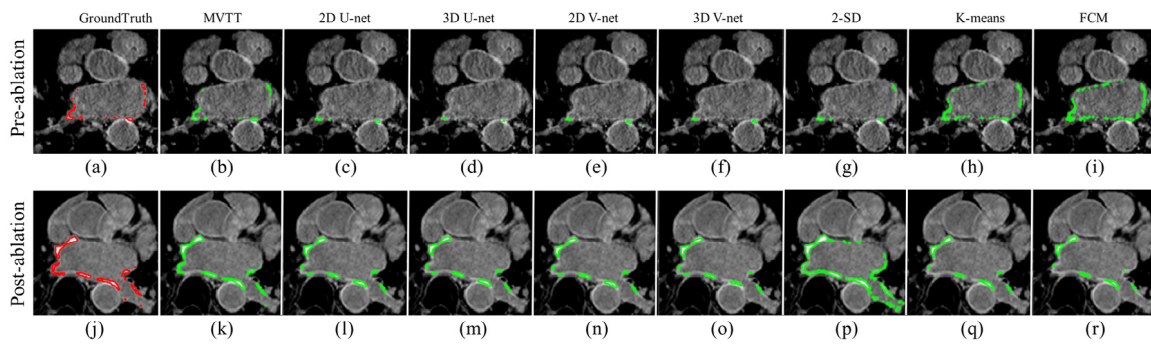 GroundTruth MVTT 2D U-net 3D U-net 2D V-net 3D V-net 2-SD K-means FCM
Pre-ablation
(a) (b) (c) (d) (e) (f) (g) (h) (i)
Post-ablation
(j) (k) (l) (m) (n) (o) (p) (q) (r)